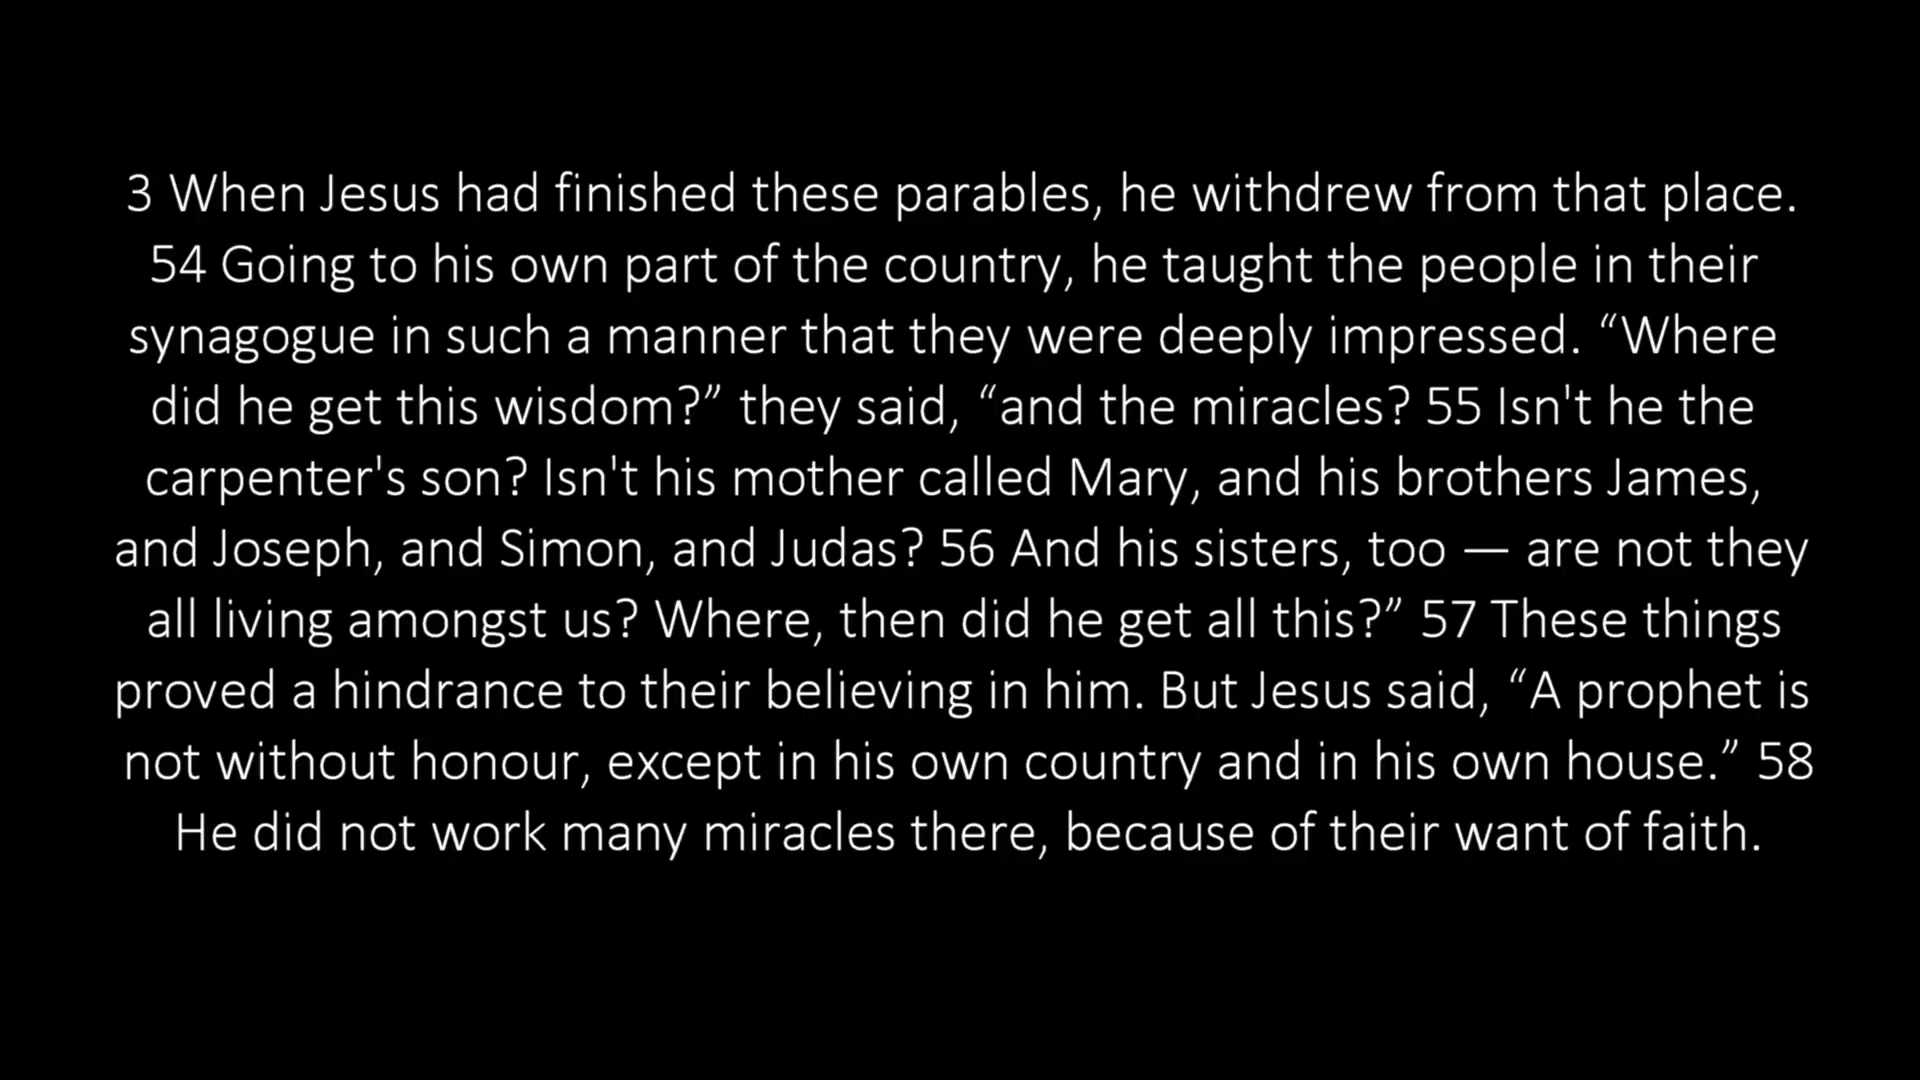 3 When Jesus had finished these parables, he withdrew from that place.
54 Going to his own part of the country, he taught the people in their
synagogue in such a manner that they were deeply impressed. “Where
did he get this wisdom?” they said, “and the miracles? 55 Isn't he the
carpenter's son? Isn't his mother called Mary, and his brothers James,
and Joseph, and Simon, and Judas? 56 And his sisters, too — are not they
all living amongst us? Where, then did he get all this?” 57 These things
proved a hindrance to their believing in him. But Jesus said, “A prophet is
not without honour, except in his own country and in his own house.” 58
He did not work many miracles there, because of their want of faith.